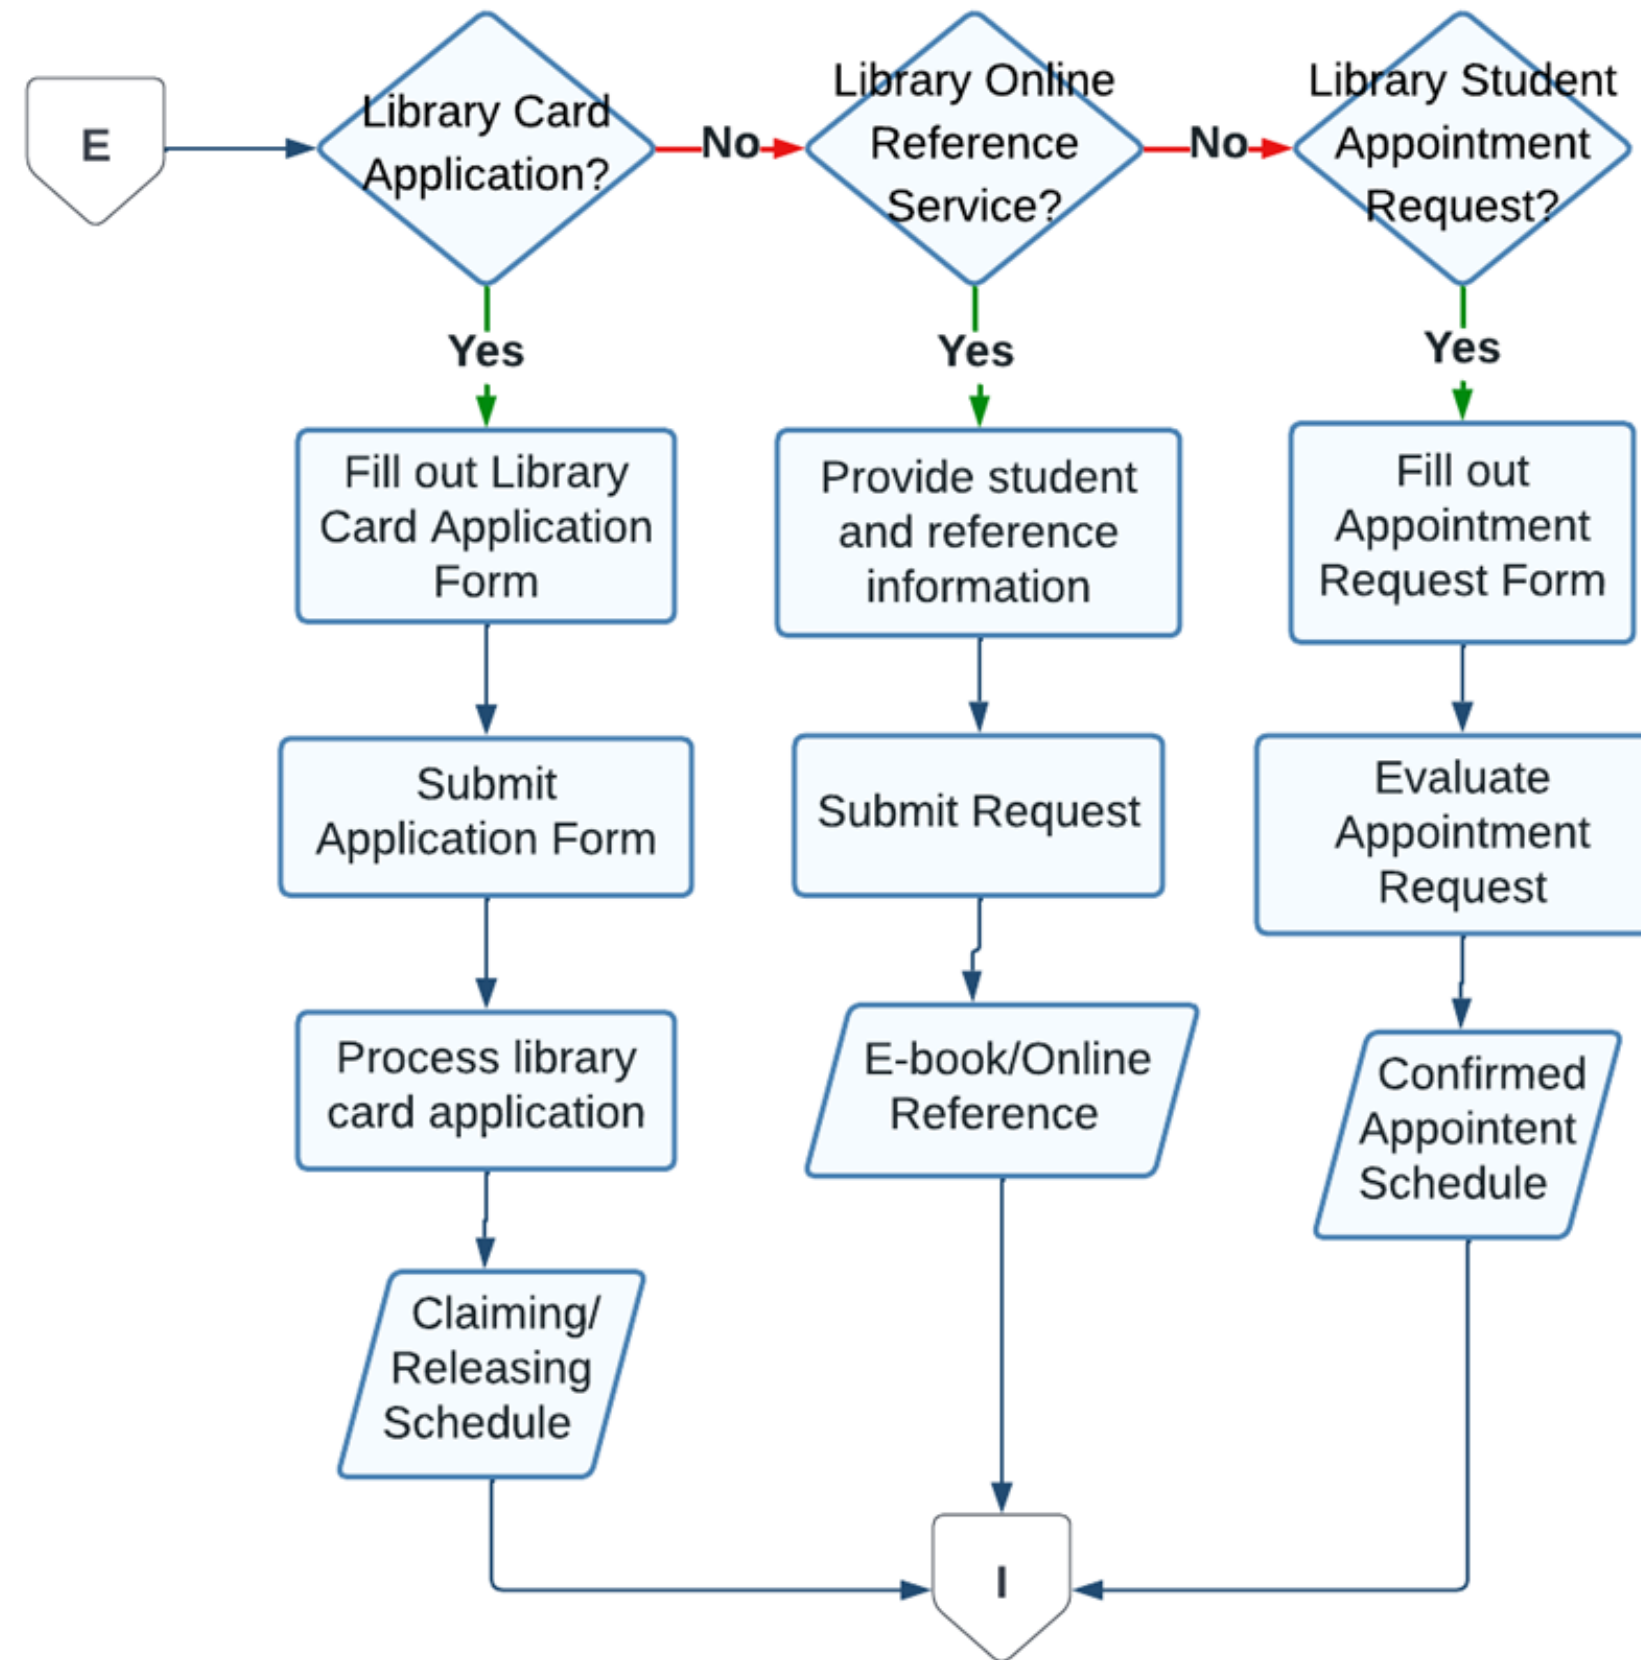 E
Library Card
Application?
No
Library Online
Reference
Service?
No
Library Student
Appointment
Request?
Yes
Yes
Yes
Fill out Library
Card Application
Form
Provide student
and reference
information
Fill out
Appointment
Request Form
Submit
Application Form
Submit Request
Evaluate
Appointment
Request
Process library
card application
E-book/Online
Reference
Confirmed
Appointent
Schedule
Claiming/
Releasing
Schedule
I